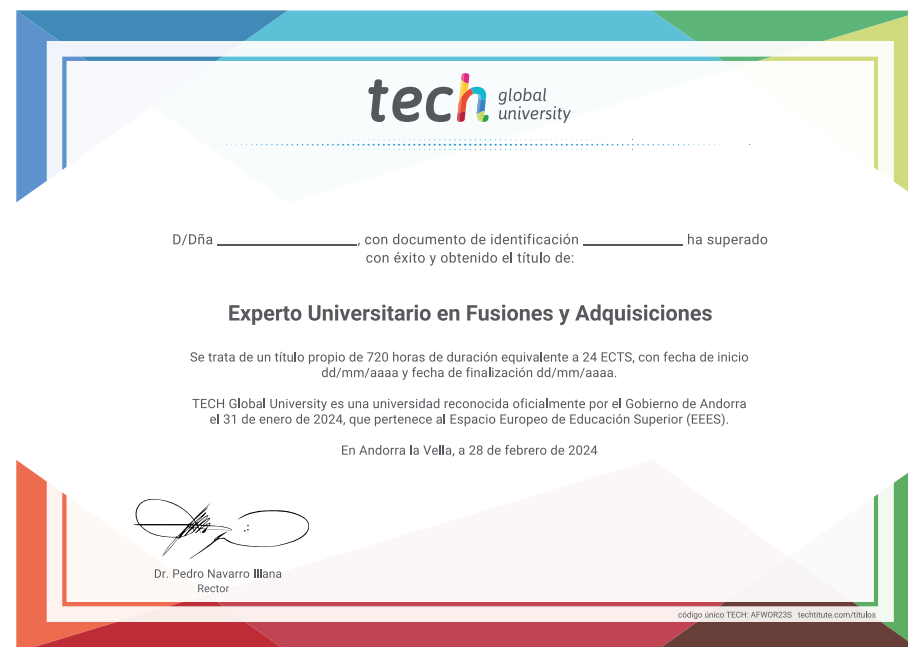 tech global university
D/Dña ____________________, con documento de identificación ______________ ha superado
con éxito y obtenido el título de:
Experto Universitario en Fusiones y Adquisiciones
Se trata de un título propio de 720 horas de duración equivalente a 24 ECTS, con fecha de inicio
dd/mm/aaaa y fecha de finalización dd/mm/aaaa.
TECH Global University es una universidad reconocida oficialmente por el Gobierno de Andorra
el 31 de enero de 2024, que pertenece al Espacio Europeo de Educación Superior (EEES).
En Andorra la Vella, a 28 de febrero de 2024
Dr. Pedro Navarro Illana
Rector
código único TECH: AFWOR23S techtitute.com/titulos